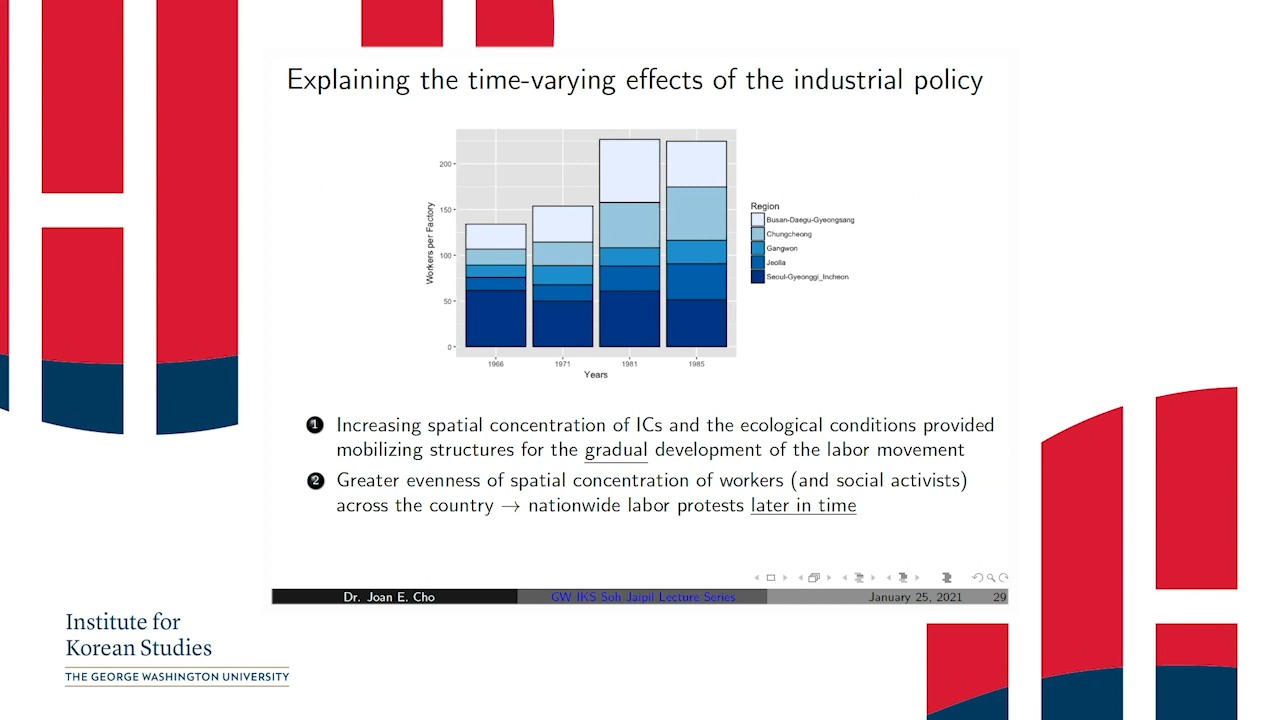 Explaining the time-varying effects of the industrial policy
200
150
100
50
0
Workers per Factory
1966 1971 1981 1985
Years
Region
Busan-Daegu-Gyeongsang
Chungcheong
Gangwon
Jeolla
Seoul-Gyeonggi_Incheon
1 Increasing spatial concentration of ICs and the ecological conditions provided
mobilizing structures for the gradual development of the labor movement
2 Greater evenness of spatial concentration of workers (and social activists)
across the country → nationwide labor protests later in time
Dr. Joan E. Cho GW IKS Soh Jaipil Lecture Series January 25, 2021 29
Institute for
Korean Studies
THE GEORGE WASHINGTON UNIVERSITY